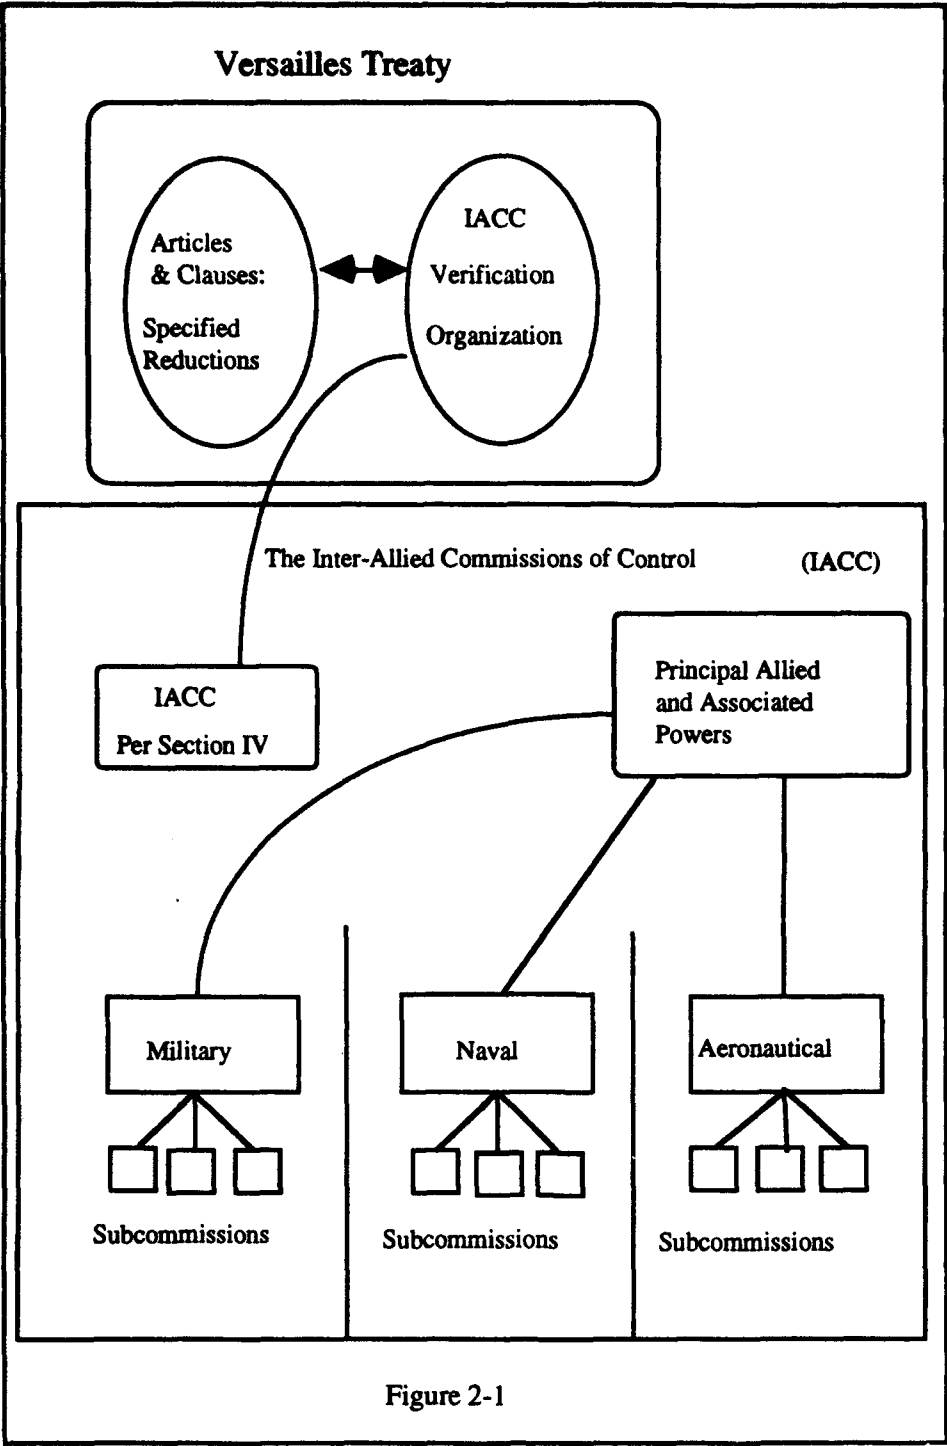 Versailles Treaty
Articles
& Clauses:
Specified
Reductions
IACC
Verification
Organization
The Inter-Allied Commissions of Control (IACC)
IACC
Per Section IV
Principal Allied
and Associated
Powers
Military
Naval
Aeronautical
Subcommissions
Subcommissions
Subcommissions
Figure 2-1